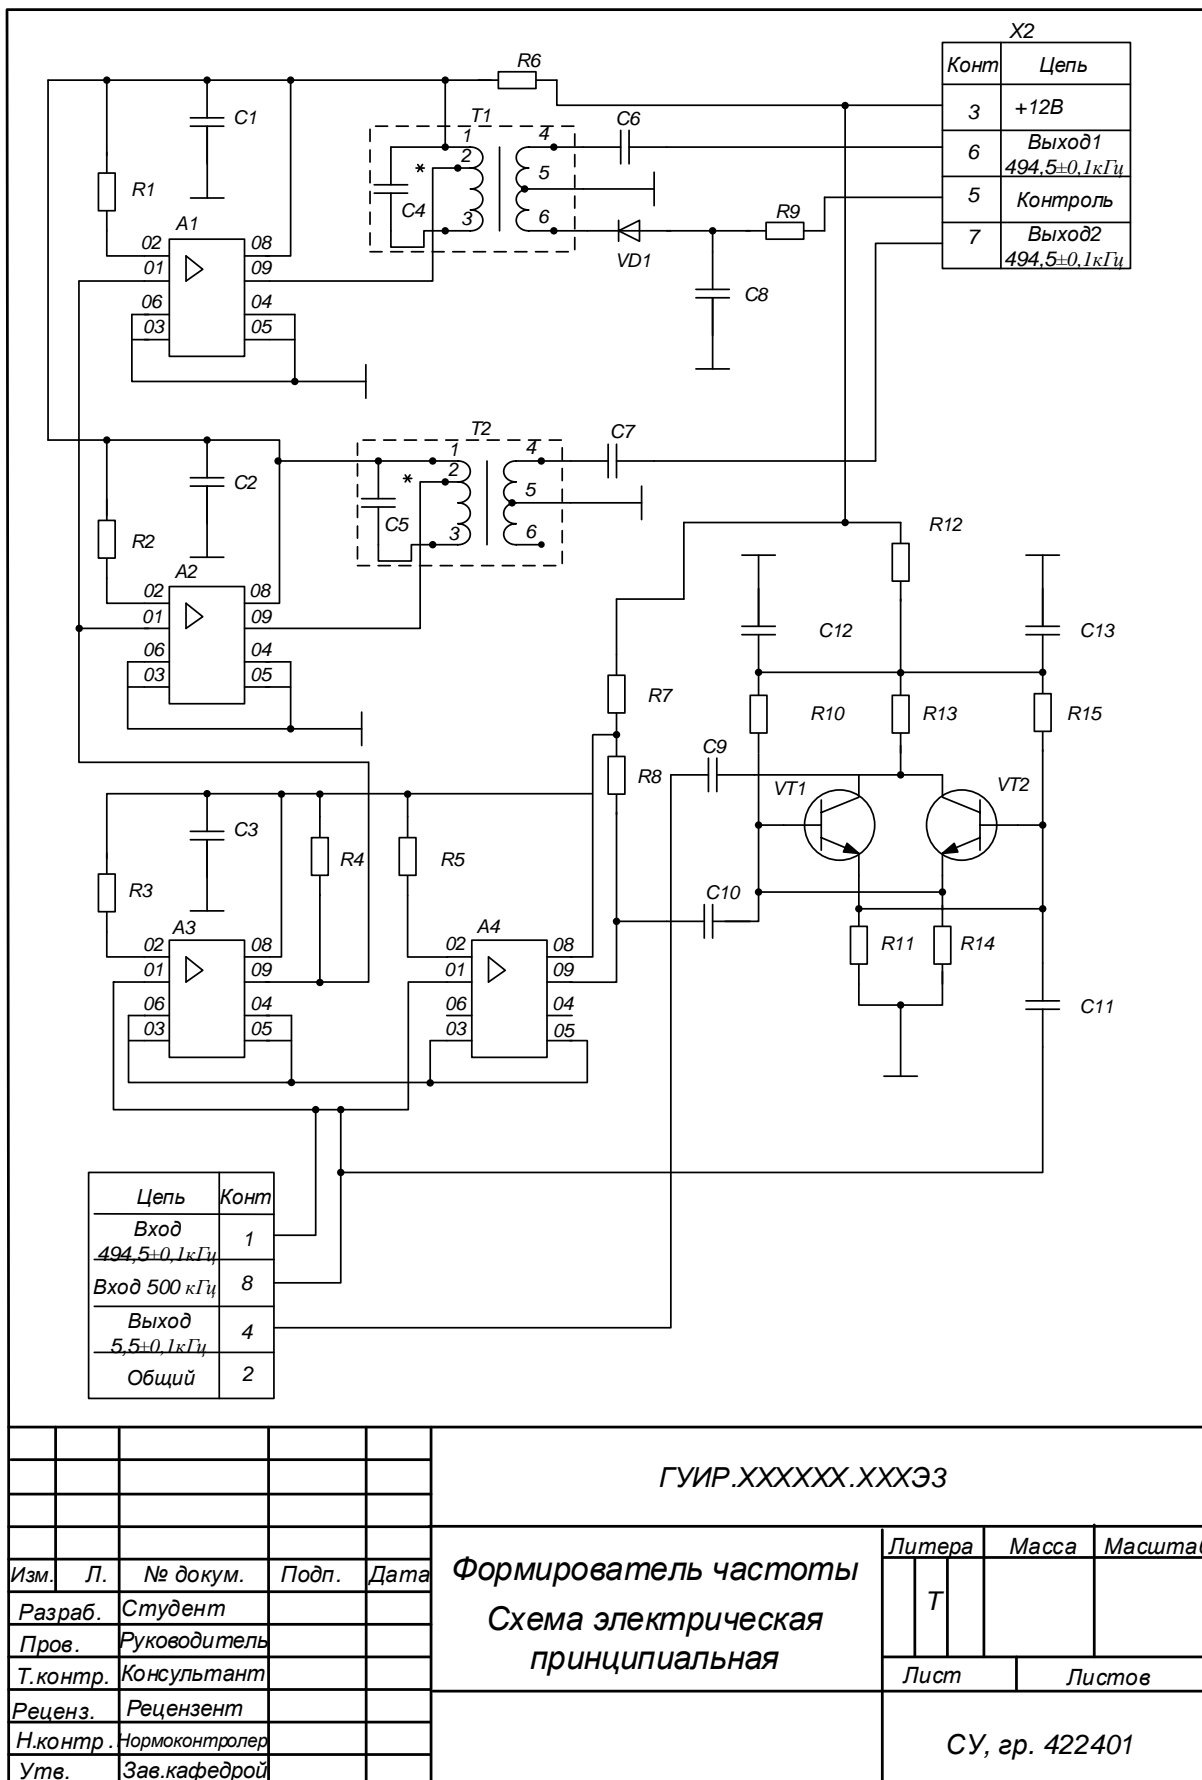 X2
Конт Цепь
3 +12В
6 Выход1
494,5±0,1кГц
5 Контроль
7 Выход2
494,5±0,1кГц
R6
C1
T1
1
2
3
4
5
6
*
C4
C6
R1
R9
VD1
C8
A1
02
01
06
03
08
09
04
05
T2
1
2
3
4
5
6
*
C5
C7
C2
R2
A2
02
01
06
03
08
09
04
05
R12
C12
C13
R7
R10
R13
R15
C9
R8
VT1
VT2
C3
R4
R5
R3
C10
A3
02
01
06
03
08
09
04
05
A4
02
01
06
03
08
09
04
05
R11
R14
C11
Цепь Конт
Вход
494,5±0,1кГц
1
Вход 500 кГц 8
Выход
5,5±0,1кГц
4
Общий 2
ГУИР.ХХХХХХ.ХХХЭЗ
Изм. Л. № докум. Подп. Дата
Разраб. Студент
Пров. Руководитель
Т.контр. Консультант
Реценз. Рецензент
Н.контр. Нормоконтролер
Утв. Зав.кафедрой
Формирователь частоты
Схема электрическая
принципиальная
Литера Масса Масштаб
Т
Лист Листов
СУ, гр. 422401